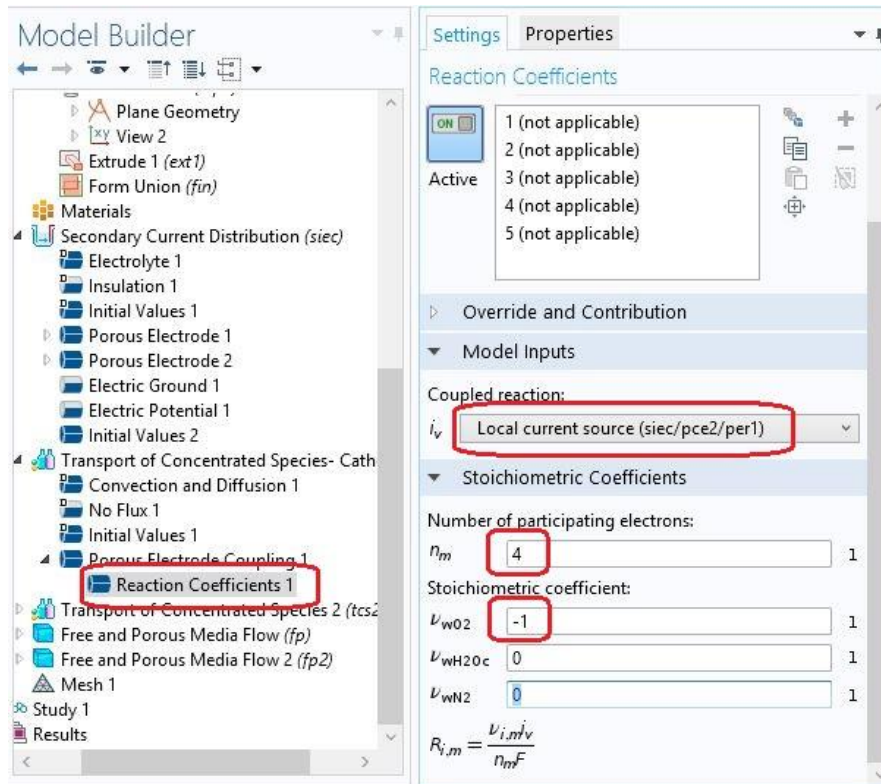 Model Builder
Plane Geometry
View 2
Extrude 1 (ext1)
Form Union (fin)
Materials
Secondary Current Distribution (siec)
Electrolyte 1
Insulation 1
Initial Values 1
Porous Electrode 1
Porous Electrode 2
Electric Ground 1
Electric Potential 1
Initial Values 2
Transport of Concentrated Species- Cath
Convection and Diffusion 1
No Flux 1
Initial Values 1
Porous Electrode Coupling 1
Reaction Coefficients 1
Transport of Concentrated Species 2 (tcs2
Free and Porous Media Flow (fp)
Free and Porous Media Flow 2 (fp2)
Mesh 1
Study 1
Results
Settings Properties
Reaction Coefficients
ON
Active
1 (not applicable)
2 (not applicable)
3 (not applicable)
4 (not applicable)
5 (not applicable)
Override and Contribution
Model Inputs
Coupled reaction:
iv Local current source (siec/pce2/per1)
Stoichiometric Coefficients
Number of participating electrons:
nm 4 1
Stoichiometric coefficient:
νwO2 -1 1
νwH2Oc 0 1
νwN2 0 1
Ri,m = νi,m iv / nmF